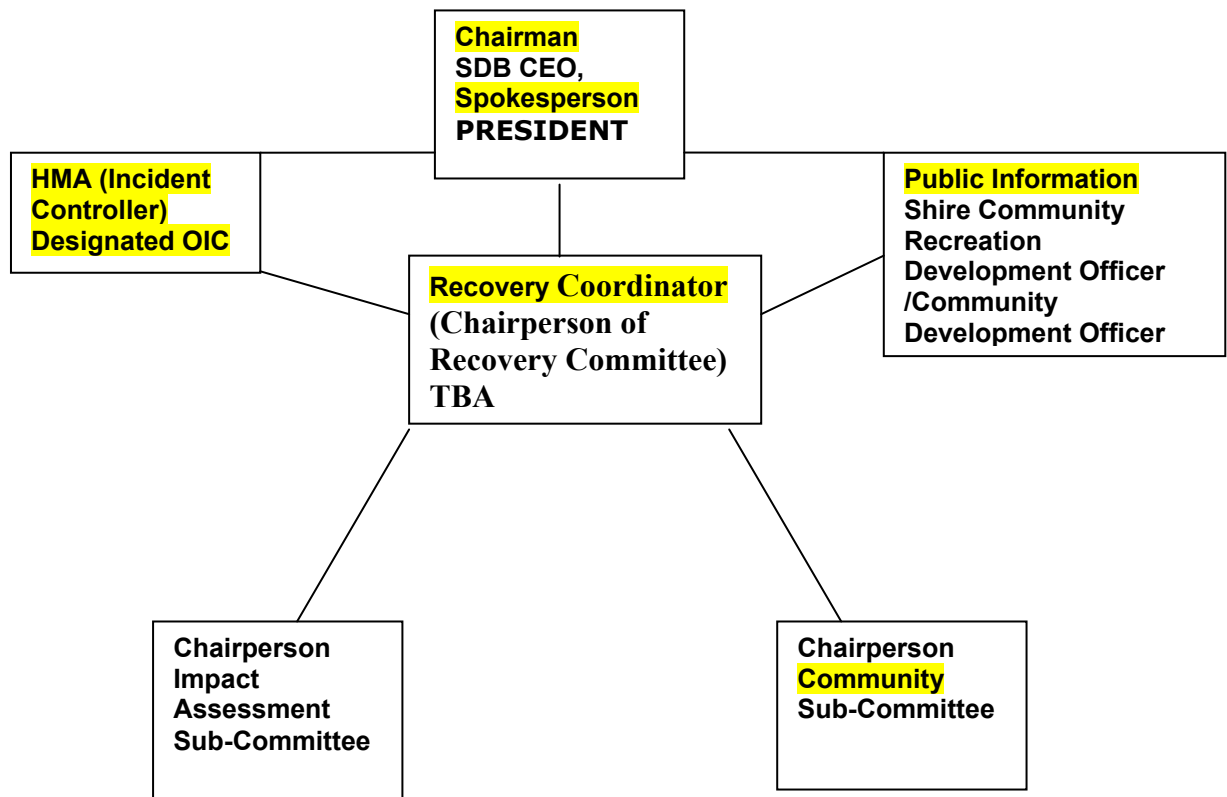 Chairman
SDB CEO,
Spokesperson
PRESIDENT
HMA (Incident
Controller)
Designated OIC
Public Information
Shire Community
Recreation
Development Officer
/Community
Development Officer
Recovery Coordinator
(Chairperson of
Recovery Committee)
TBA
Chairperson
Impact
Assessment
Sub-Committee
Chairperson
Community
Sub-Committee